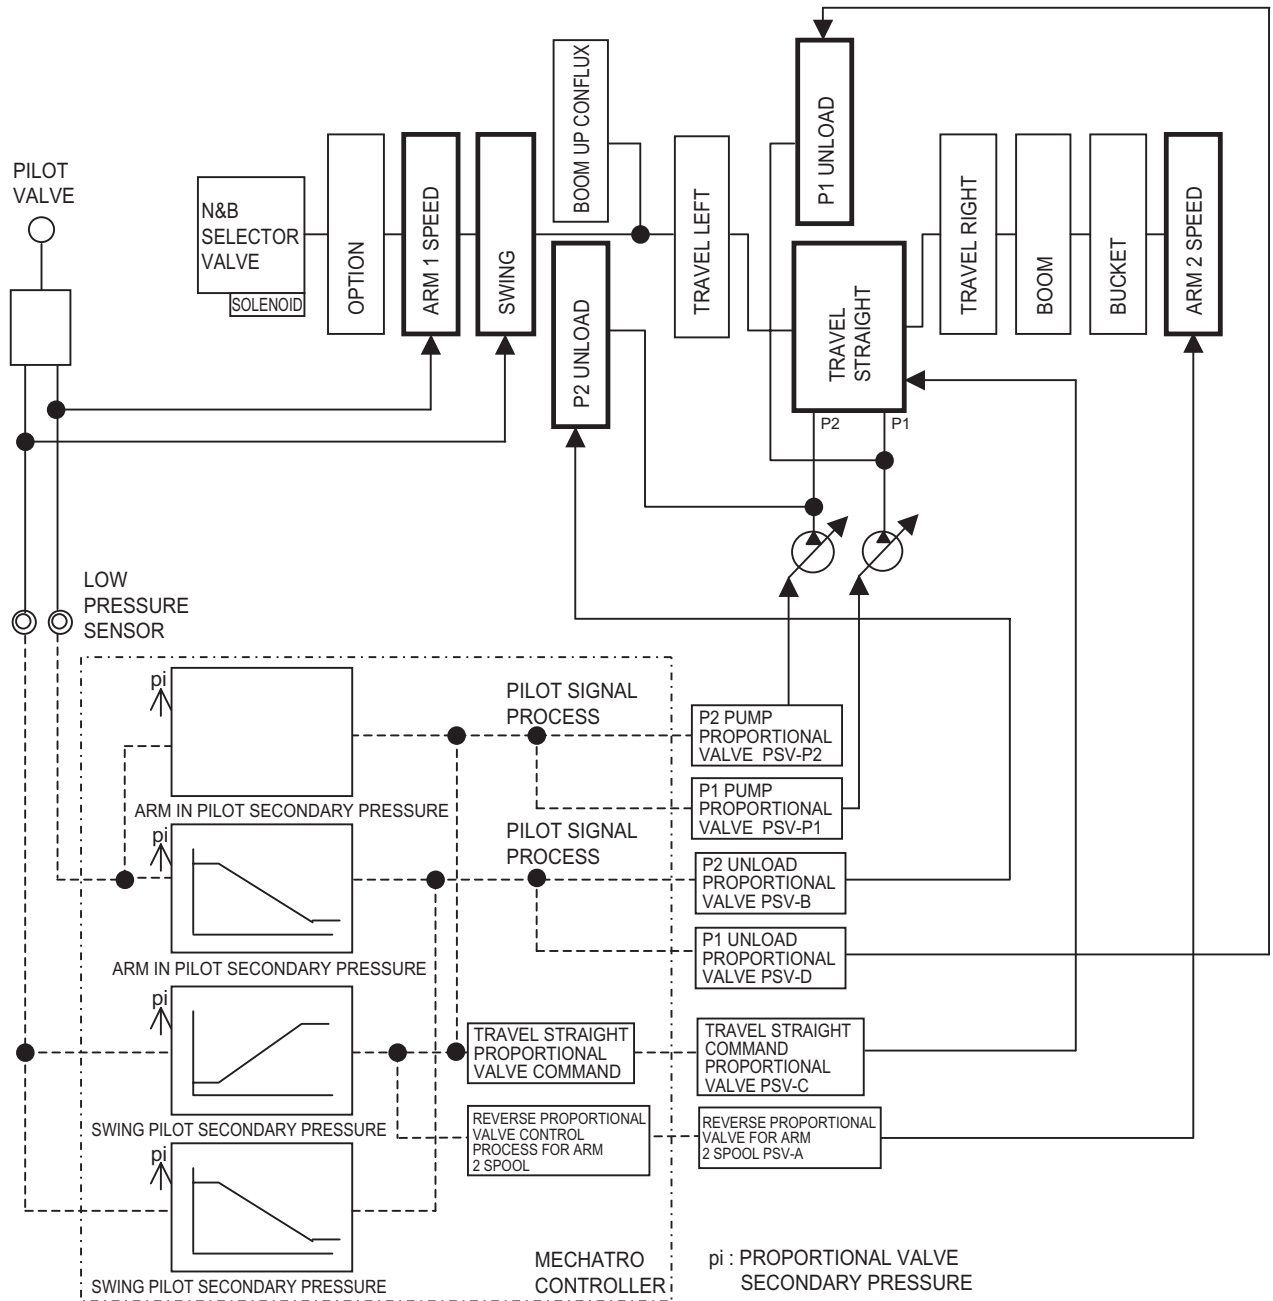 BOOM UP CONFLUX
P1 UNLOAD
PILOT
VALVE
N&B
SELECTOR
VALVE
SOLENOID
OPTION
ARM 1 SPEED
SWING
P2 UNLOAD
TRAVEL LEFT
TRAVEL
STRAIGHT
TRAVEL RIGHT
BOOM
BUCKET
ARM 2 SPEED
P2
P1
LOW
PRESSURE
SENSOR
pi
PILOT SIGNAL
PROCESS
P2 PUMP
PROPORTIONAL
VALVE PSV-P2
P1 PUMP
PROPORTIONAL
VALVE PSV-P1
ARM IN PILOT SECONDARY PRESSURE
pi
PILOT SIGNAL
PROCESS
P2 UNLOAD
PROPORTIONAL
VALVE PSV-B
P1 UNLOAD
PROPORTIONAL
VALVE PSV-D
ARM IN PILOT SECONDARY PRESSURE
pi
TRAVEL STRAIGHT
PROPORTIONAL
VALVE COMMAND
TRAVEL STRAIGHT
COMMAND
PROPORTIONAL
VALVE PSV-C
SWING PILOT SECONDARY PRESSURE
pi
REVERSE PROPORTIONAL
VALVE CONTROL
PROCESS FOR ARM
2 SPOOL
REVERSE PROPORTIONAL
VALVE FOR ARM
2 SPOOL PSV-A
SWING PILOT SECONDARY PRESSURE
MECHATRO
CONTROLLER
pi : PROPORTIONAL VALVE
SECONDARY PRESSURE